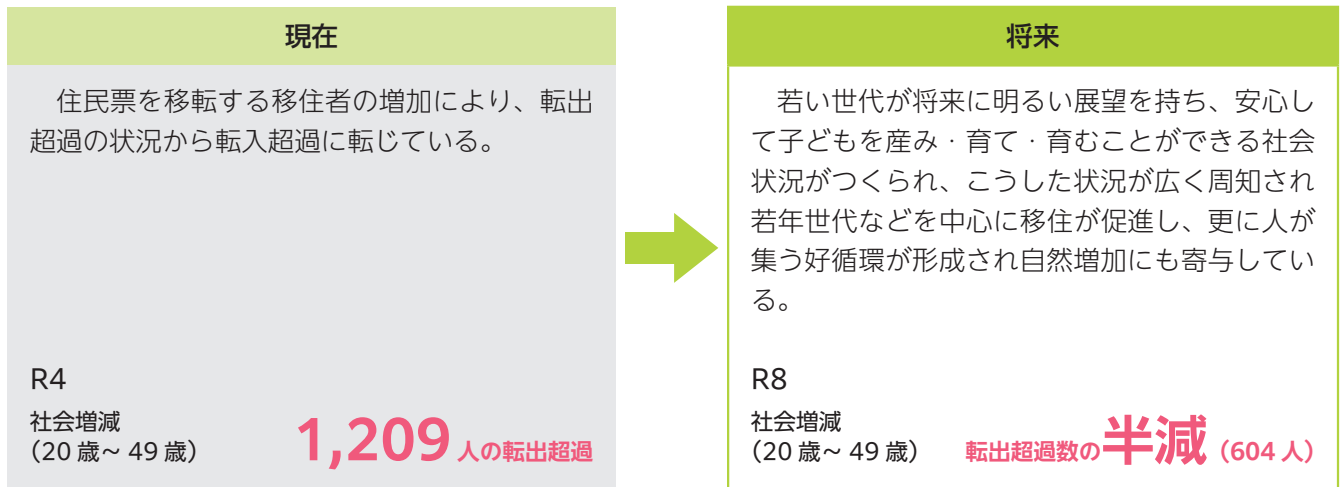 現在
住民票を移転する移住者の増加により、転出
超過の状況から転入超過に転じている。
R4
社会増減
（20 歳～ 49 歳）
1,209 人の転出超過
将来
若い世代が将来に明るい展望を持ち、安心し
て子どもを産み・育て・育むことができる社会
状況がつくられ、こうした状況が広く周知され
若年世代などを中心に移住が促進し、更に人が
集う好循環が形成され自然増加にも寄与してい
る。
R8
社会増減
（20 歳～ 49 歳）
転出超過数の半減（604 人）